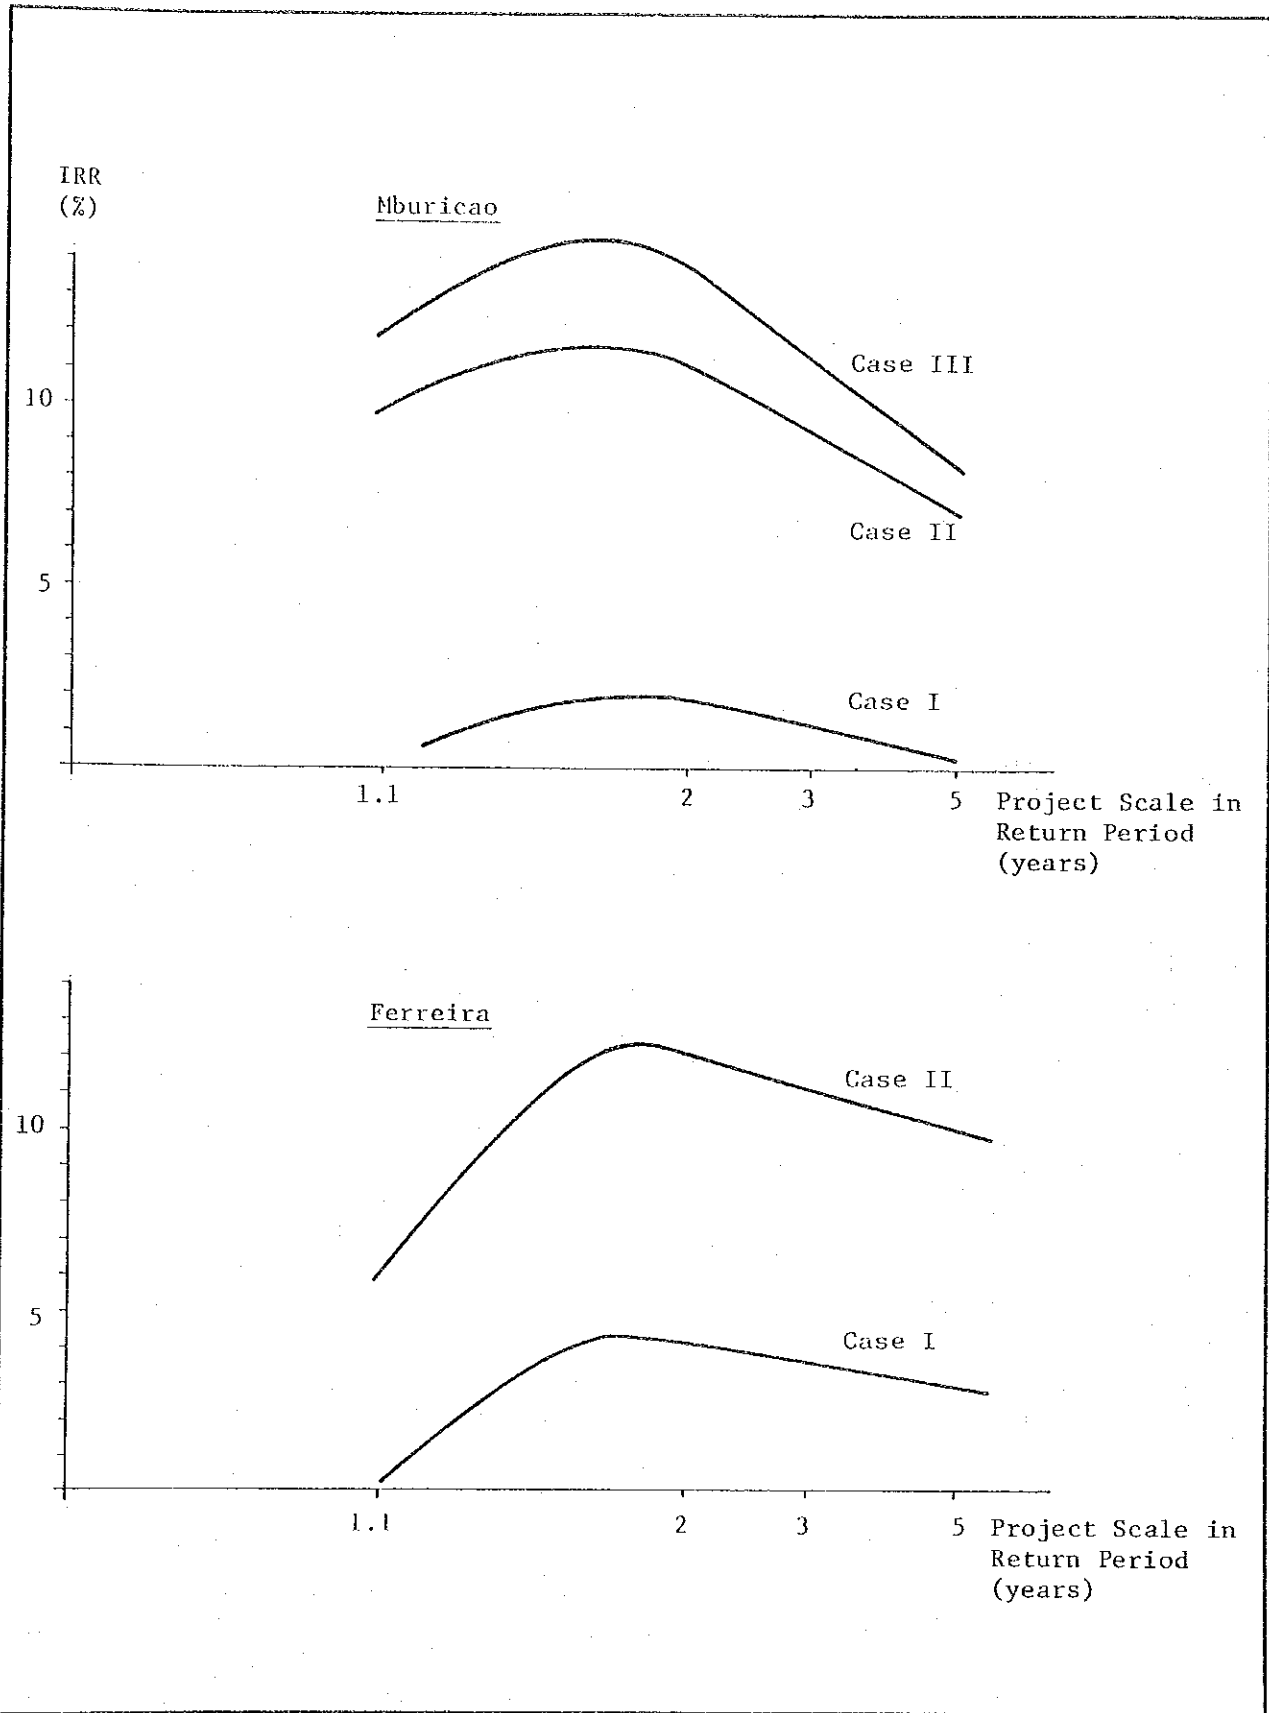 IRR
(%)
Mburicao
Case III
10
Case II
5
Case I
1.1
2
3
5
Project Scale in
Return Period
(years)
Ferreira
Case II
10
5
Case I
1.1
2
3
5
Project Scale in
Return Period
(years)